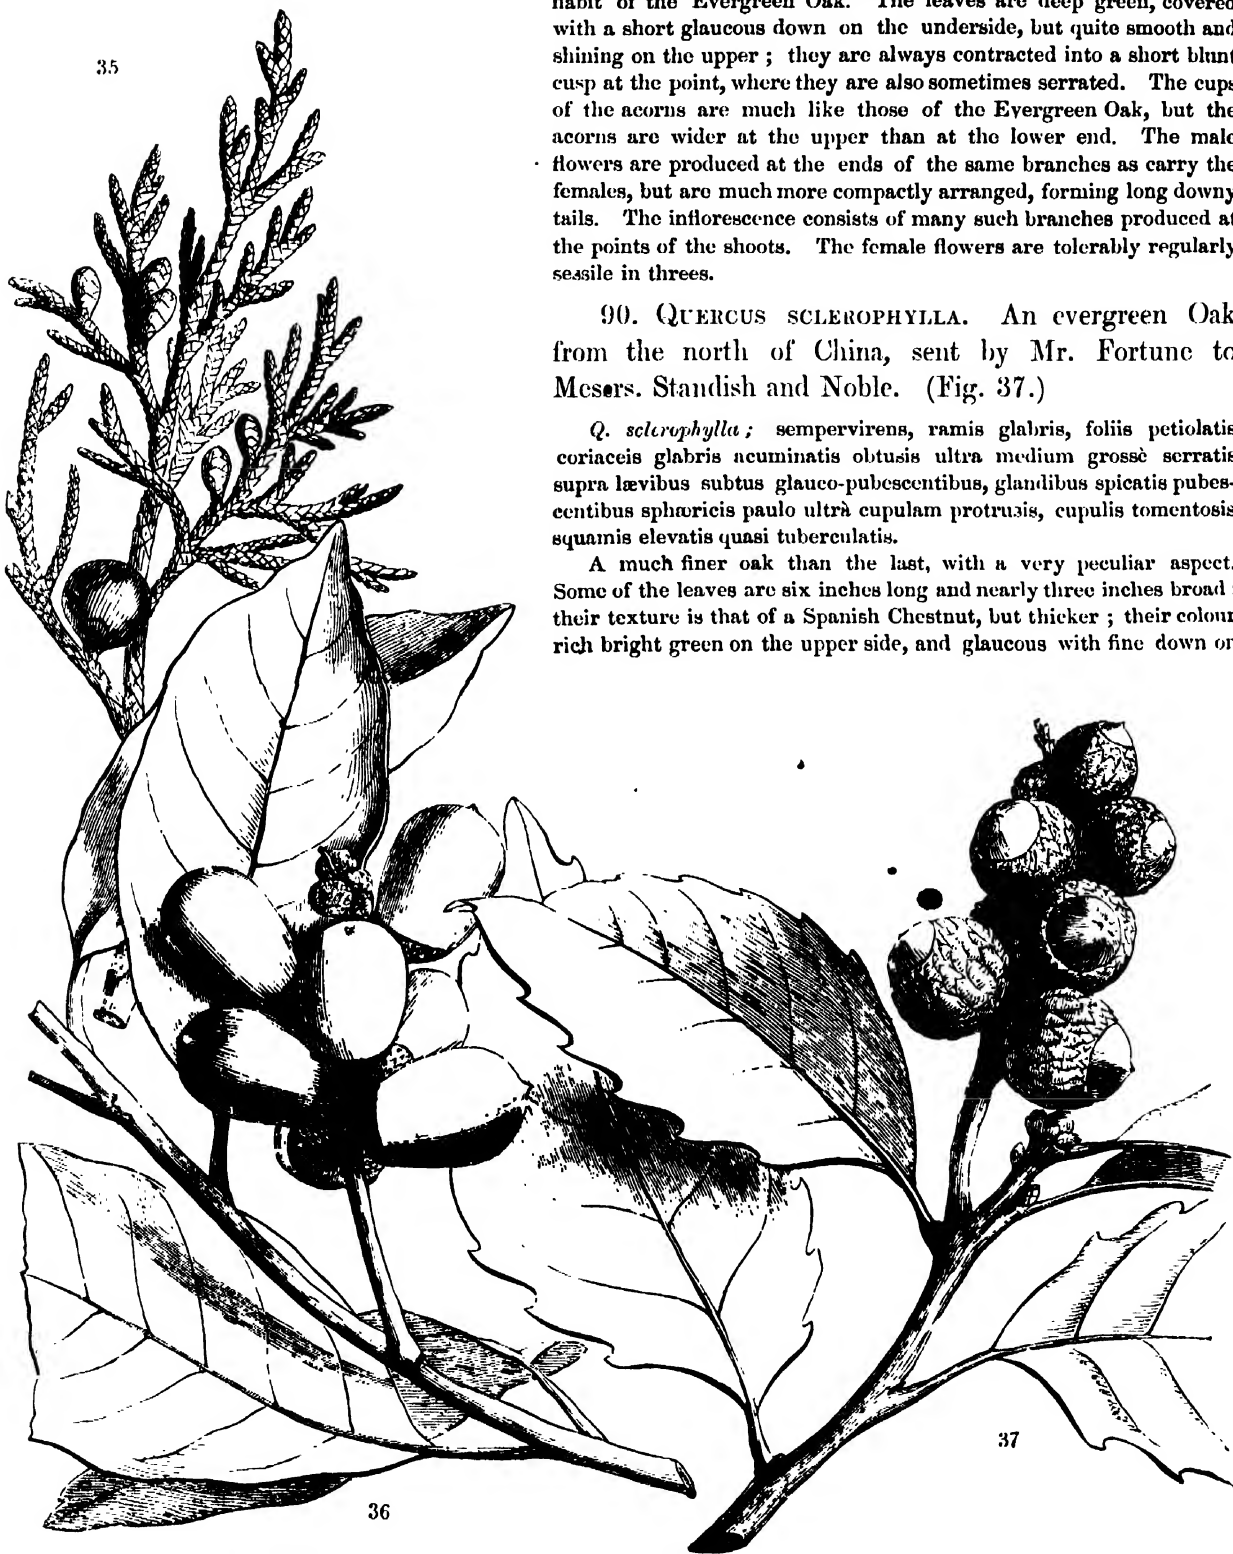 35
habit of the Evergreen Oak. The leaves are deep green, covered
with a short glaucous down on the underside, but quite smooth and
shining on the upper ; they are always contracted into a short blunt
cusp at the point, where they are also sometimes serrated. The cups
of the acorns are much like those of the Evergreen Oak, but the
acorns are wider at the upper than at the lower end. The male
flowers are produced at the ends of the same branches as carry the
females, but are much more compactly arranged, forming long downy
tails. The inflorescence consists of many such branches produced at
the points of the shoots. The female flowers are tolerably regularly
sessile in threes.
90. QUERCUS SCLEROPHYLLA. An evergreen Oak
from the north of China, sent by Mr. Fortune to
Messrs. Standish and Noble. (Fig. 37.)
Q. sclerophylla ; sempervirens, ramis glabris, foliis petiolatis
coriaceis glabris acuminatis obtusis ultra medium grossè serratis
supra lævibus subtus glauco-pubescentibus, glandibus spicatis pubes-
centibus sphæricis paulo ultrà cupulam protrusis, cupulis tomentosis
squamis elevatis quasi tuberculatis.
A much finer oak than the last, with a very peculiar aspect.
Some of the leaves are six inches long and nearly three inches broad :
their texture is that of a Spanish Chestnut, but thicker ; their colour
rich bright green on the upper side, and glaucous with fine down on
37
36